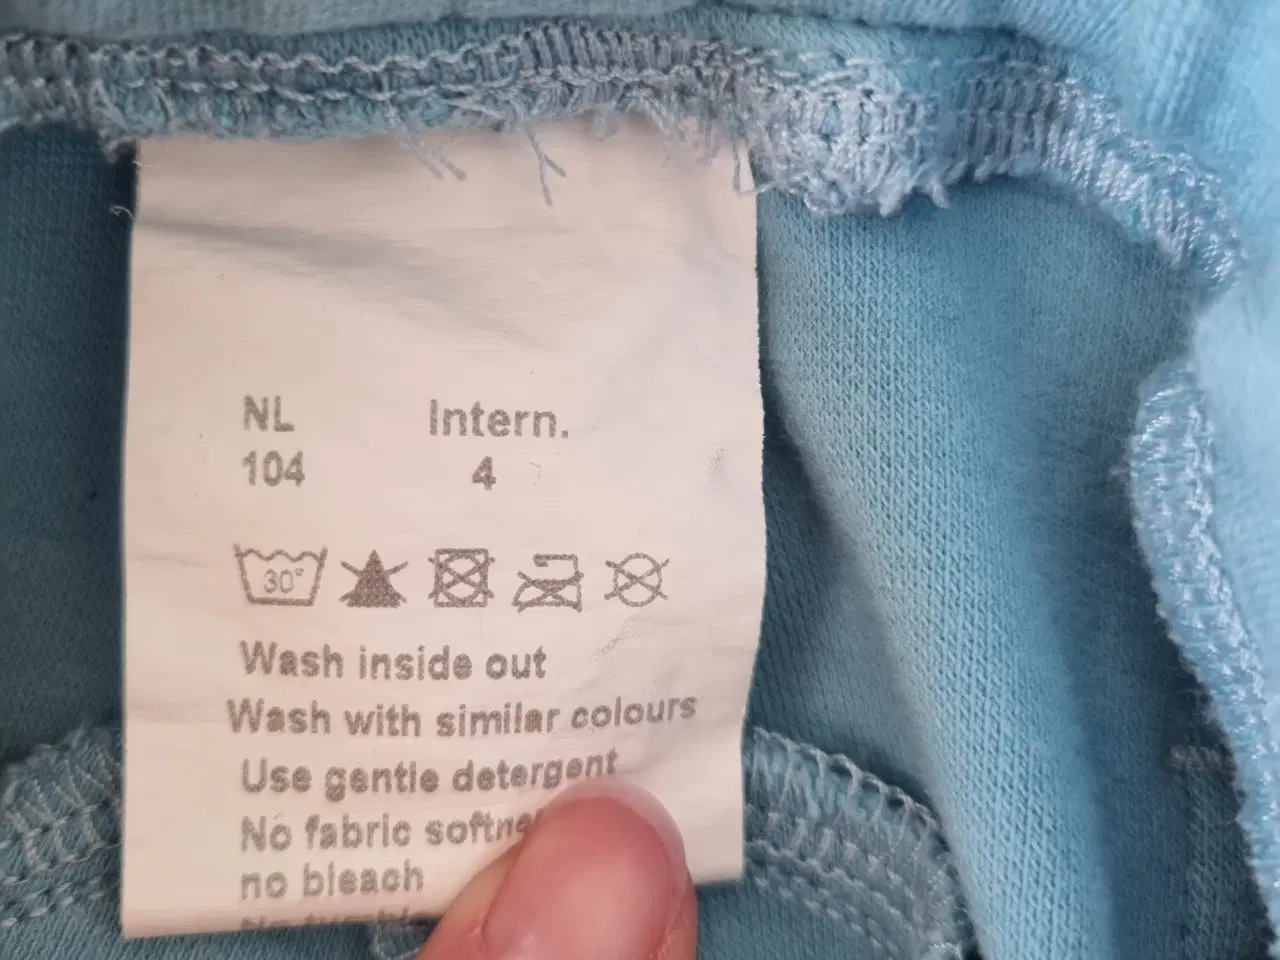 NL Intern.
104 4
30°
Wash inside out
Wash with similar colours
Use gentle detergent
No fabric
no bleach